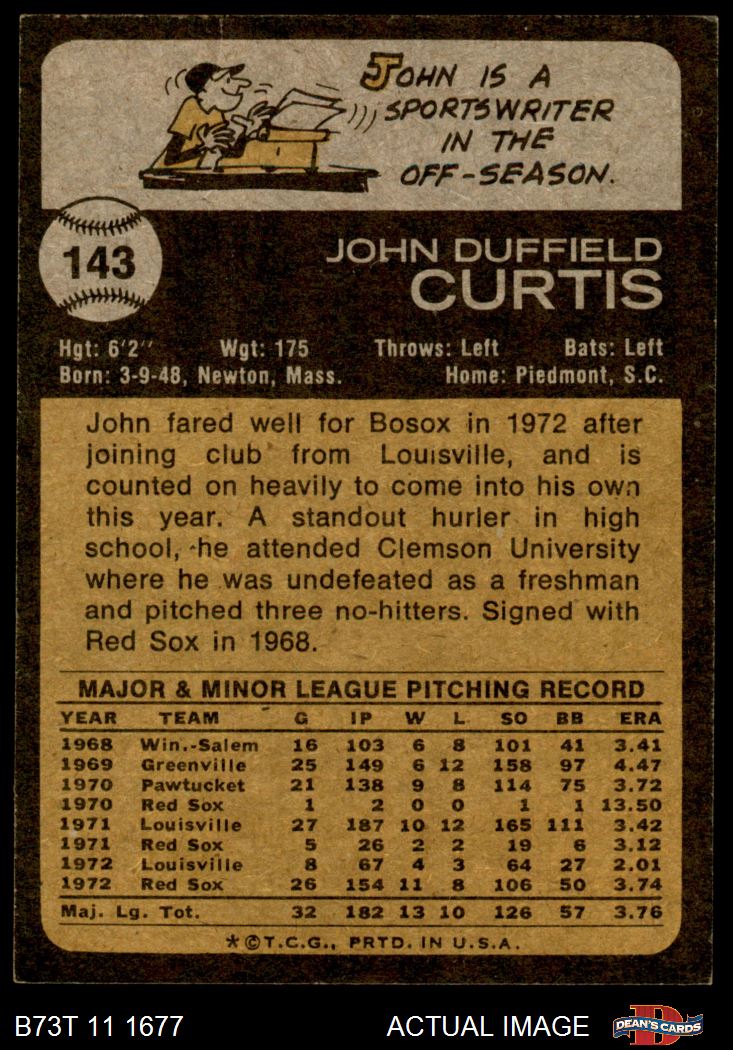 JOHN IS A
SPORTSWRITER
IN THE
OFF-SEASON.
143
JOHN DUFFIELD
CURTIS
Hgt: 6'2" Wgt: 175 Throws: Left Bats: Left
Born: 3-9-48, Newton, Mass. Home: Piedmont, S.C.
John fared well for Bosox in 1972 after
joining club from Louisville, and is
counted on heavily to come into his own
this year. A standout hurler in high
school, he attended Clemson University
where he was undefeated as a freshman
and pitched three no-hitters. Signed with
Red Sox in 1968.
MAJOR & MINOR LEAGUE PITCHING RECORD
YEAR TEAM G IP W L SO BB ERA
1968 Win.-Salem 16 103 6 8 101 41 3.41
1969 Greenville 25 149 6 12 158 97 4.47
1970 Pawtucket 21 138 9 8 114 75 3.72
1970 Red Sox 1 2 0 0 1 1 13.50
1971 Louisville 27 187 10 12 165 111 3.42
1971 Red Sox 5 26 2 2 19 6 3.12
1972 Louisville 8 67 4 3 64 27 2.01
1972 Red Sox 26 154 11 8 106 50 3.74
Maj. Lg. Tot. 32 182 13 10 126 57 3.76
*©T.C.G., PRTD. IN U.S.A.
B73T 11 1677 ACTUAL IMAGE D DEAN'S CARDS